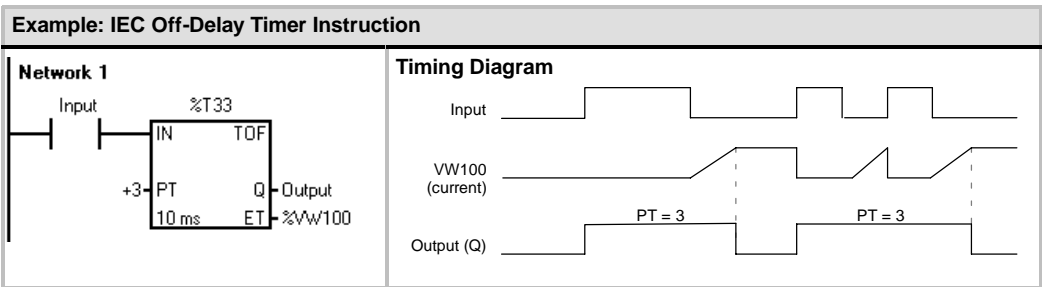 Example: IEC Off-Delay Timer Instruction
Network 1
Input
%T33
IN TOF
+3 PT Q Output
10 ms ET %VW100
Timing Diagram
Input
VW100
(current)
PT = 3 PT = 3
Output (Q)